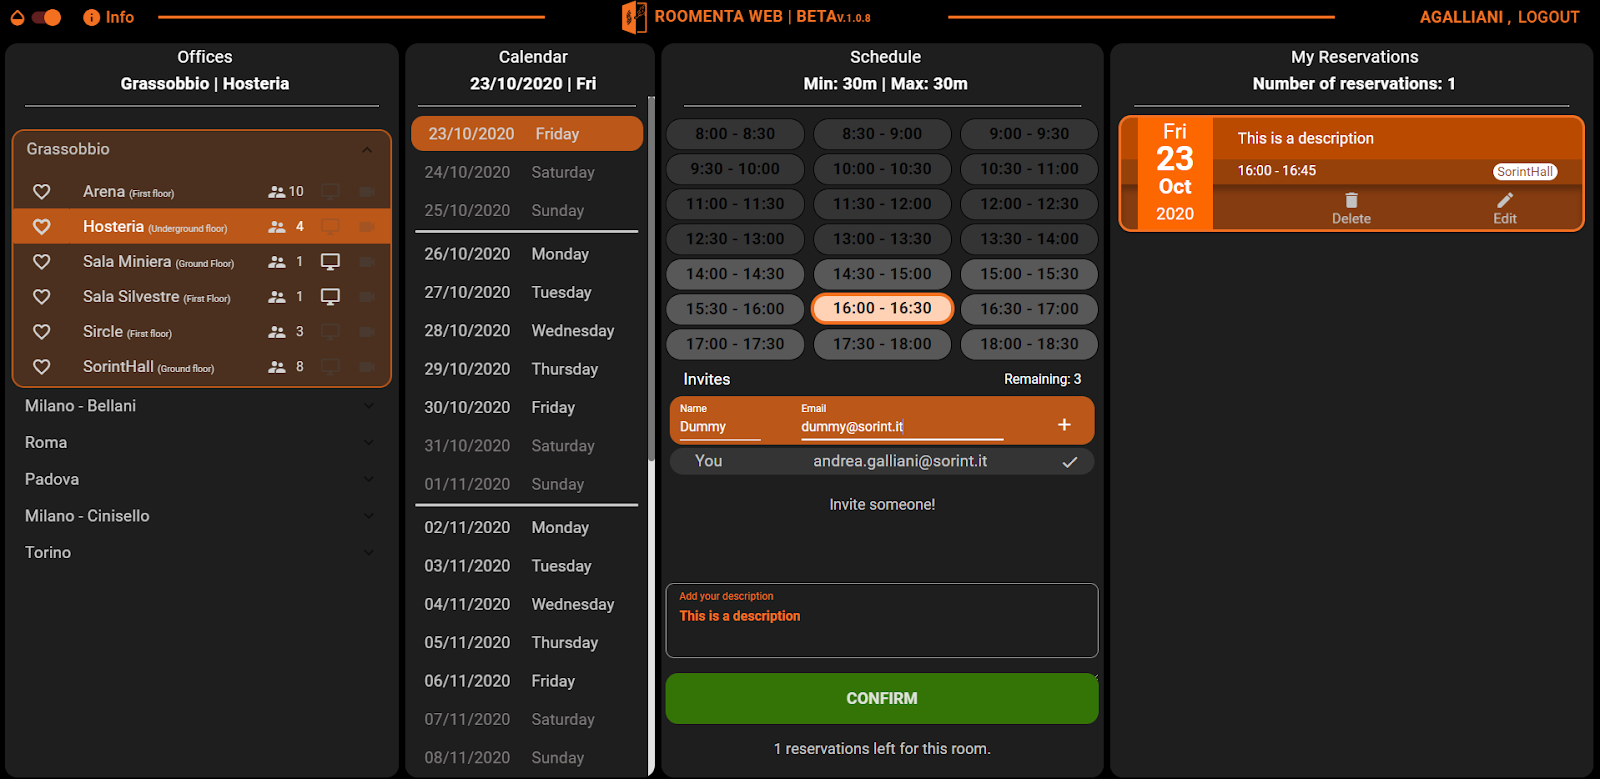 Info
ROOMENTA WEB | BETAV.1.0.8
AGALLIANI , LOGOUT
Offices
Grassobbio | Hosteria
Grassobbio
Arena (First floor) 10
Hosteria (Underground floor) 4
Sala Miniera (Ground Floor) 1
Sala Silvestre (First Floor) 1
Sircle (First floor) 3
SorintHall (Ground floor) 8
Milano - Bellani
Roma
Padova
Milano - Cinisello
Torino
Calendar
23/10/2020 | Fri
23/10/2020 Friday
24/10/2020 Saturday
25/10/2020 Sunday
26/10/2020 Monday
27/10/2020 Tuesday
28/10/2020 Wednesday
29/10/2020 Thursday
30/10/2020 Friday
31/10/2020 Saturday
01/11/2020 Sunday
02/11/2020 Monday
03/11/2020 Tuesday
04/11/2020 Wednesday
05/11/2020 Thursday
06/11/2020 Friday
07/11/2020 Saturday
08/11/2020 Sunday
Schedule
Min: 30m | Max: 30m
8:00 - 8:30 8:30 - 9:00 9:00 - 9:30
9:30 - 10:00 10:00 - 10:30 10:30 - 11:00
11:00 - 11:30 11:30 - 12:00 12:00 - 12:30
12:30 - 13:00 13:00 - 13:30 13:30 - 14:00
14:00 - 14:30 14:30 - 15:00 15:00 - 15:30
15:30 - 16:00 16:00 - 16:30 16:30 - 17:00
17:00 - 17:30 17:30 - 18:00 18:00 - 18:30
Invites Remaining: 3
Name Email
Dummy dummy@sorint.it
You andrea.galliani@sorint.it
Invite someone!
Add your description
This is a description
CONFIRM
1 reservations left for this room.
My Reservations
Number of reservations: 1
Fri
23
Oct
2020
This is a description
16:00 - 16:45 SorintHall
Delete Edit